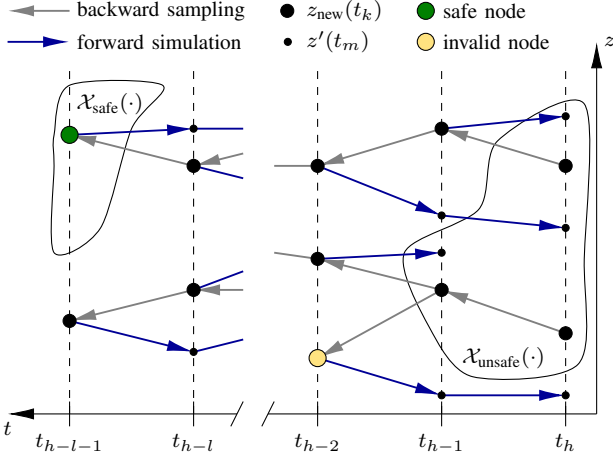 backward sampling z_new(t_k) safe node
forward simulation z′(t_m) invalid node
z
𝒳_safe(·)
𝒳_unsafe(·)
t
t_{h−l−1} t_{h−l} t_{h−2} t_{h−1} t_h